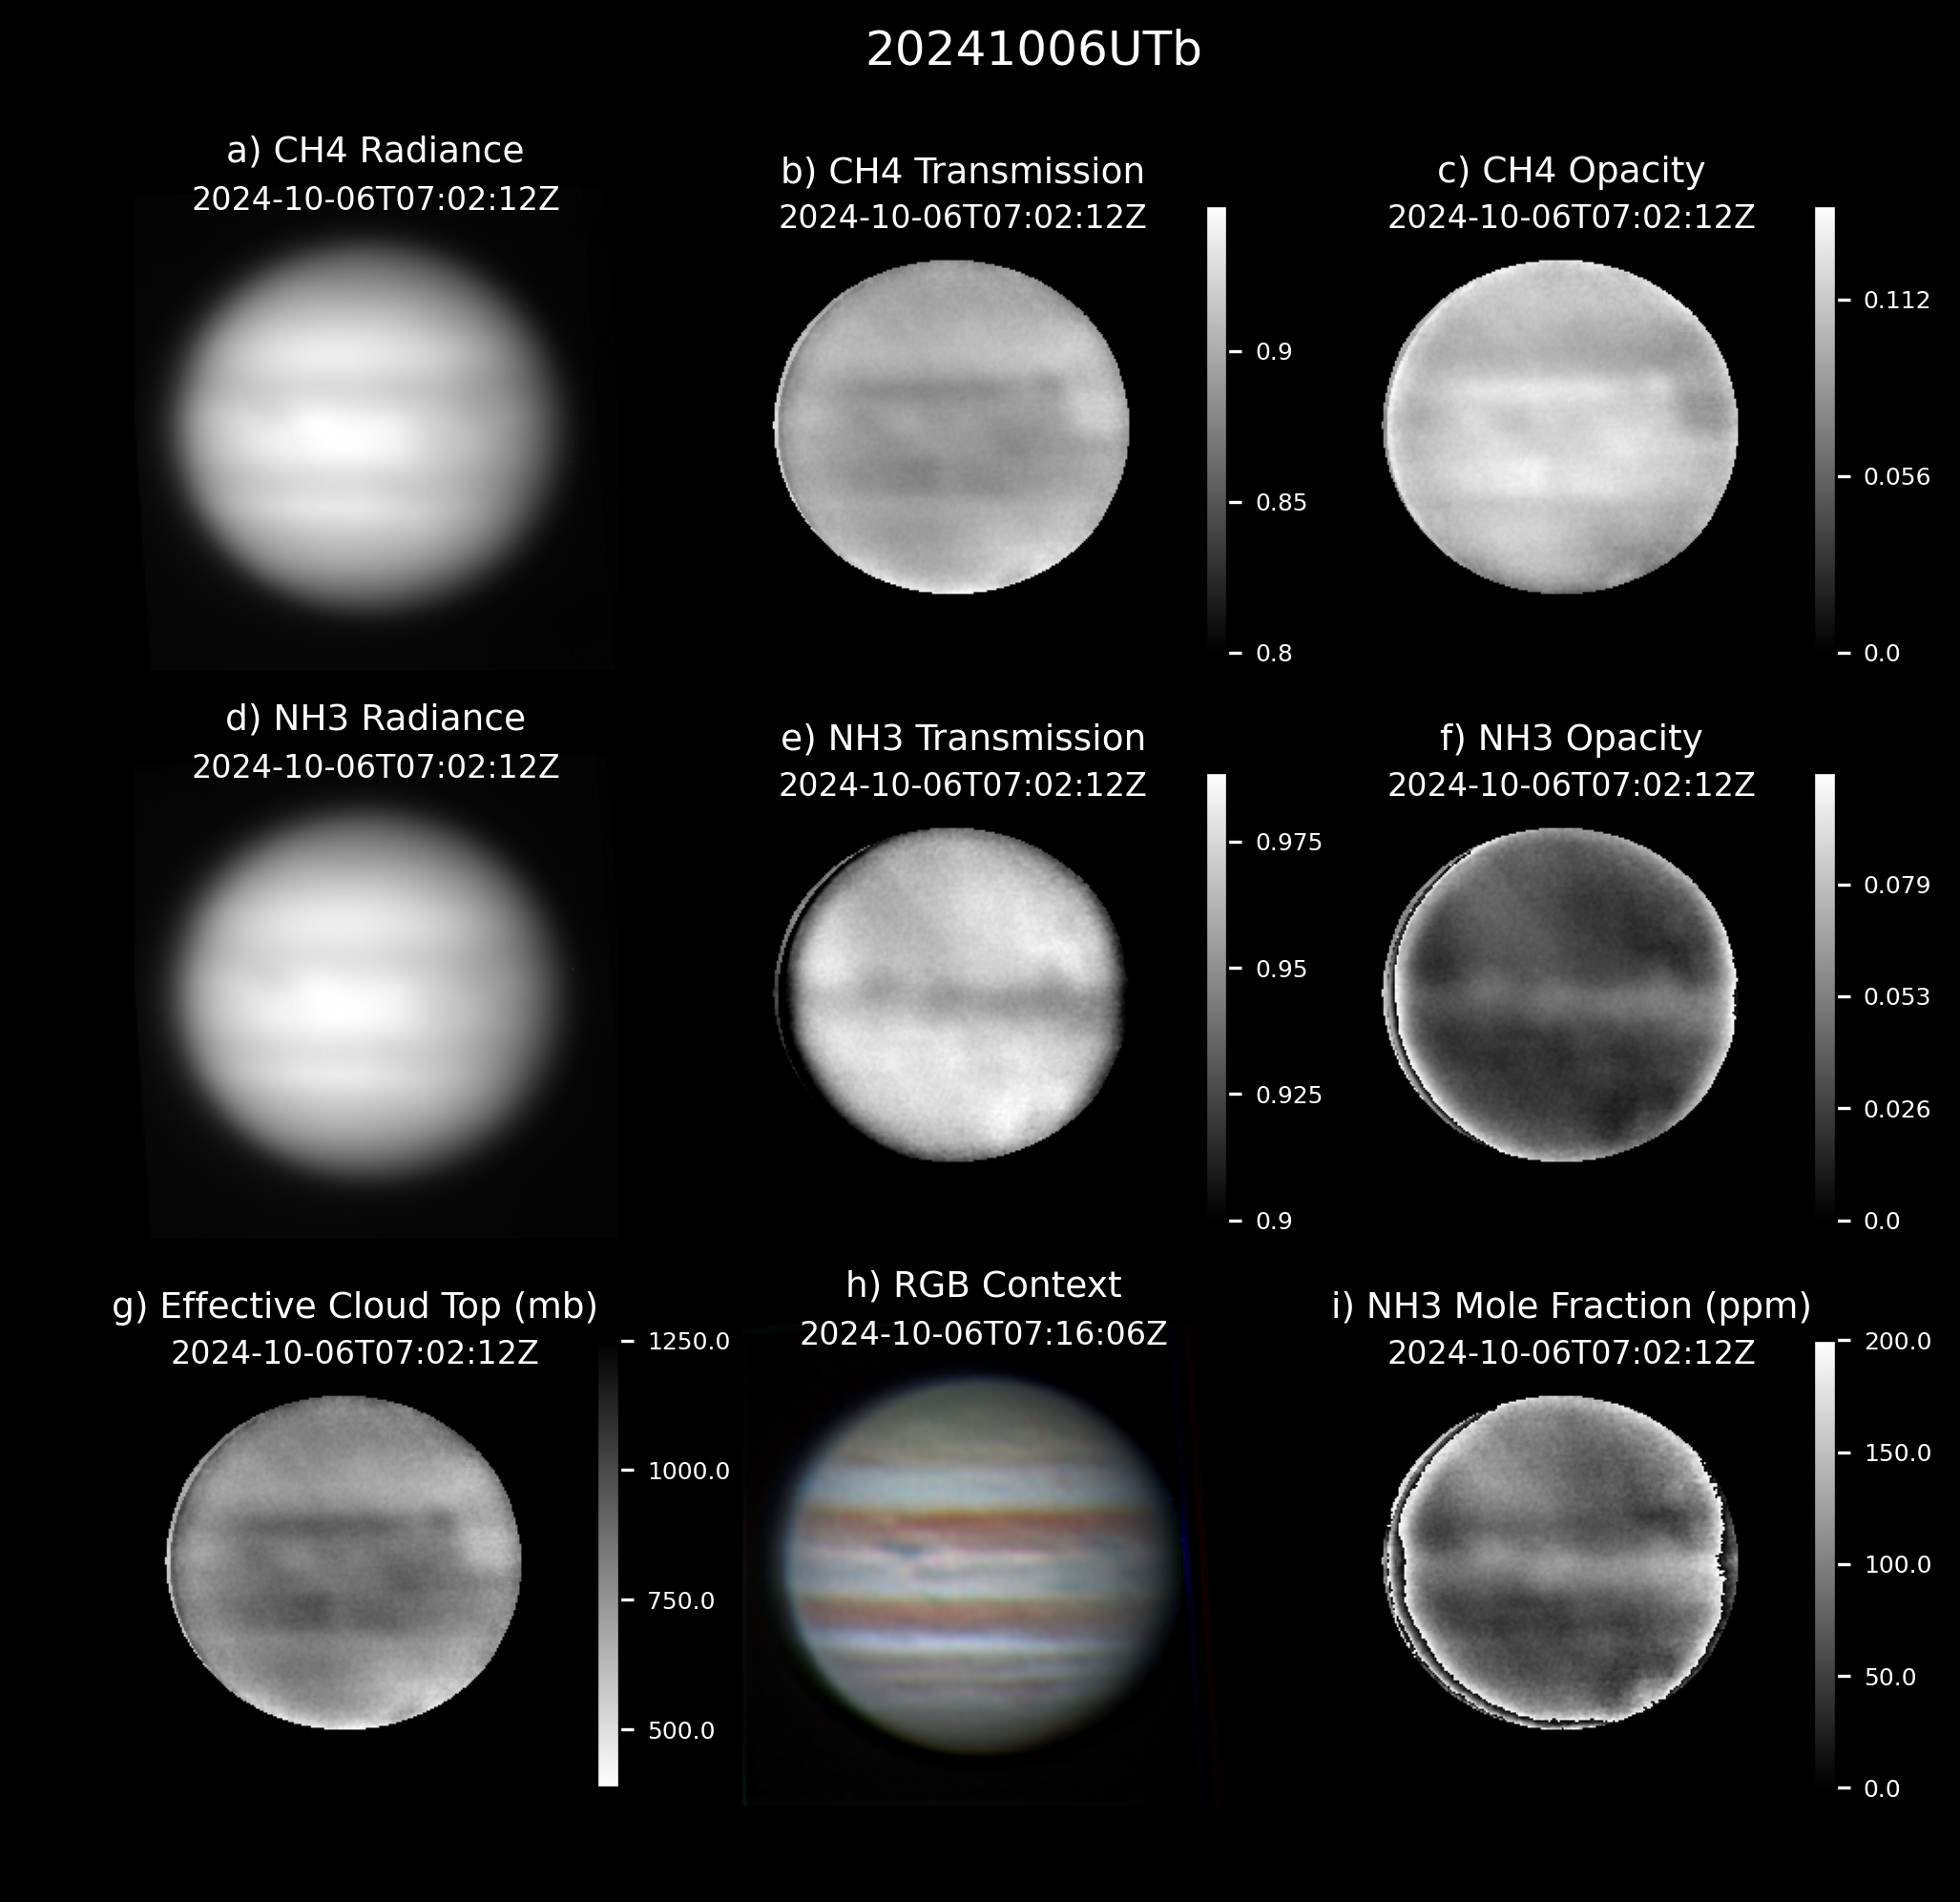 20241006UTb
a) CH4 Radiance
2024-10-06T07:02:12Z
b) CH4 Transmission
2024-10-06T07:02:12Z
0.9
0.85
0.8
c) CH4 Opacity
2024-10-06T07:02:12Z
0.112
0.056
0.0
d) NH3 Radiance
2024-10-06T07:02:12Z
e) NH3 Transmission
2024-10-06T07:02:12Z
0.975
0.95
0.925
0.9
f) NH3 Opacity
2024-10-06T07:02:12Z
0.079
0.053
0.026
0.0
g) Effective Cloud Top (mb)
2024-10-06T07:02:12Z
1250.0
1000.0
750.0
500.0
h) RGB Context
2024-10-06T07:16:06Z
i) NH3 Mole Fraction (ppm)
2024-10-06T07:02:12Z
200.0
150.0
100.0
50.0
0.0